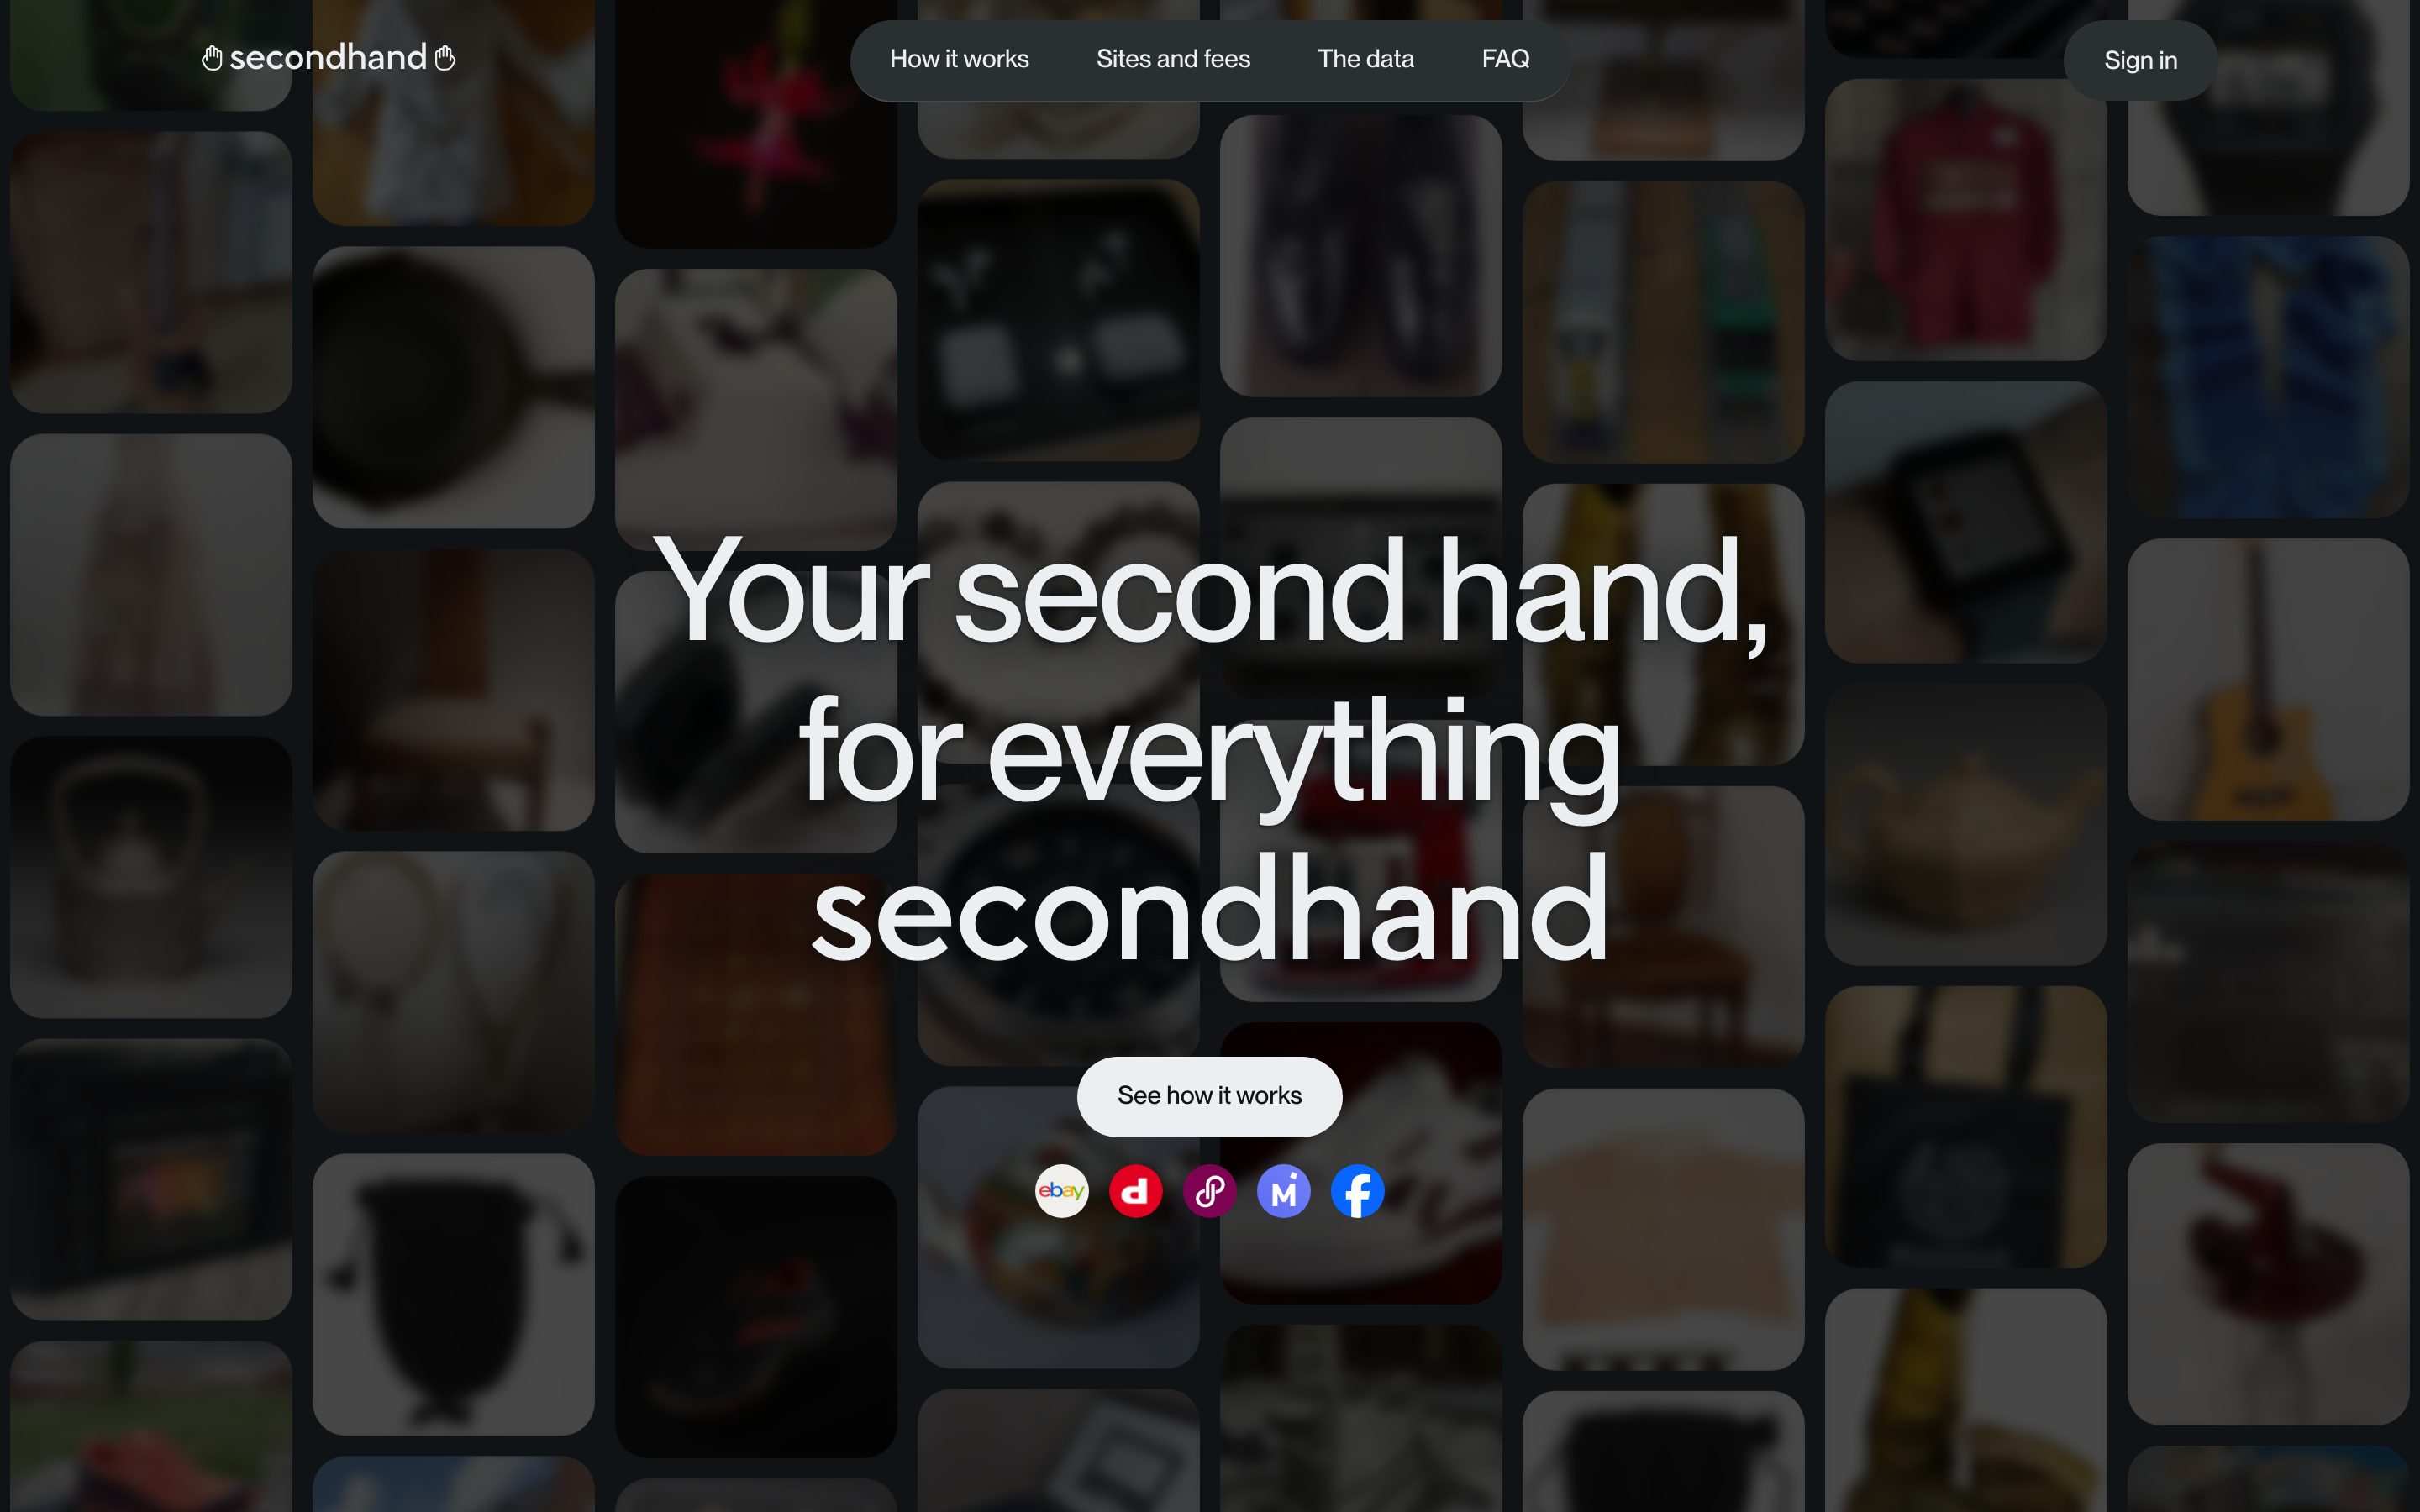 secondhand
How it works
Sites and fees
The data
FAQ
Sign in
Your second hand,
for everything
secondhand
See how it works
ebay